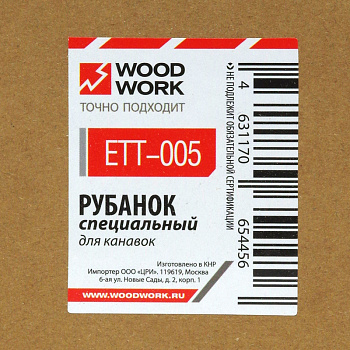 WOOD
WORK
ТОЧНО ПОДХОДИТ
ETT-005
РУБАНОК
специальный
для канавок
Изготовлено в КНР
Импортер ООО «ЦРИ». 119619, Москва
6-ая ул. Новые Сады, д. 2, корп. 1
WWW.WOODWORK.RU
НЕ ПОДЛЕЖИТ ОБЯЗАТЕЛЬНОЙ СЕРТИФИКАЦИИ
4 631170 654456